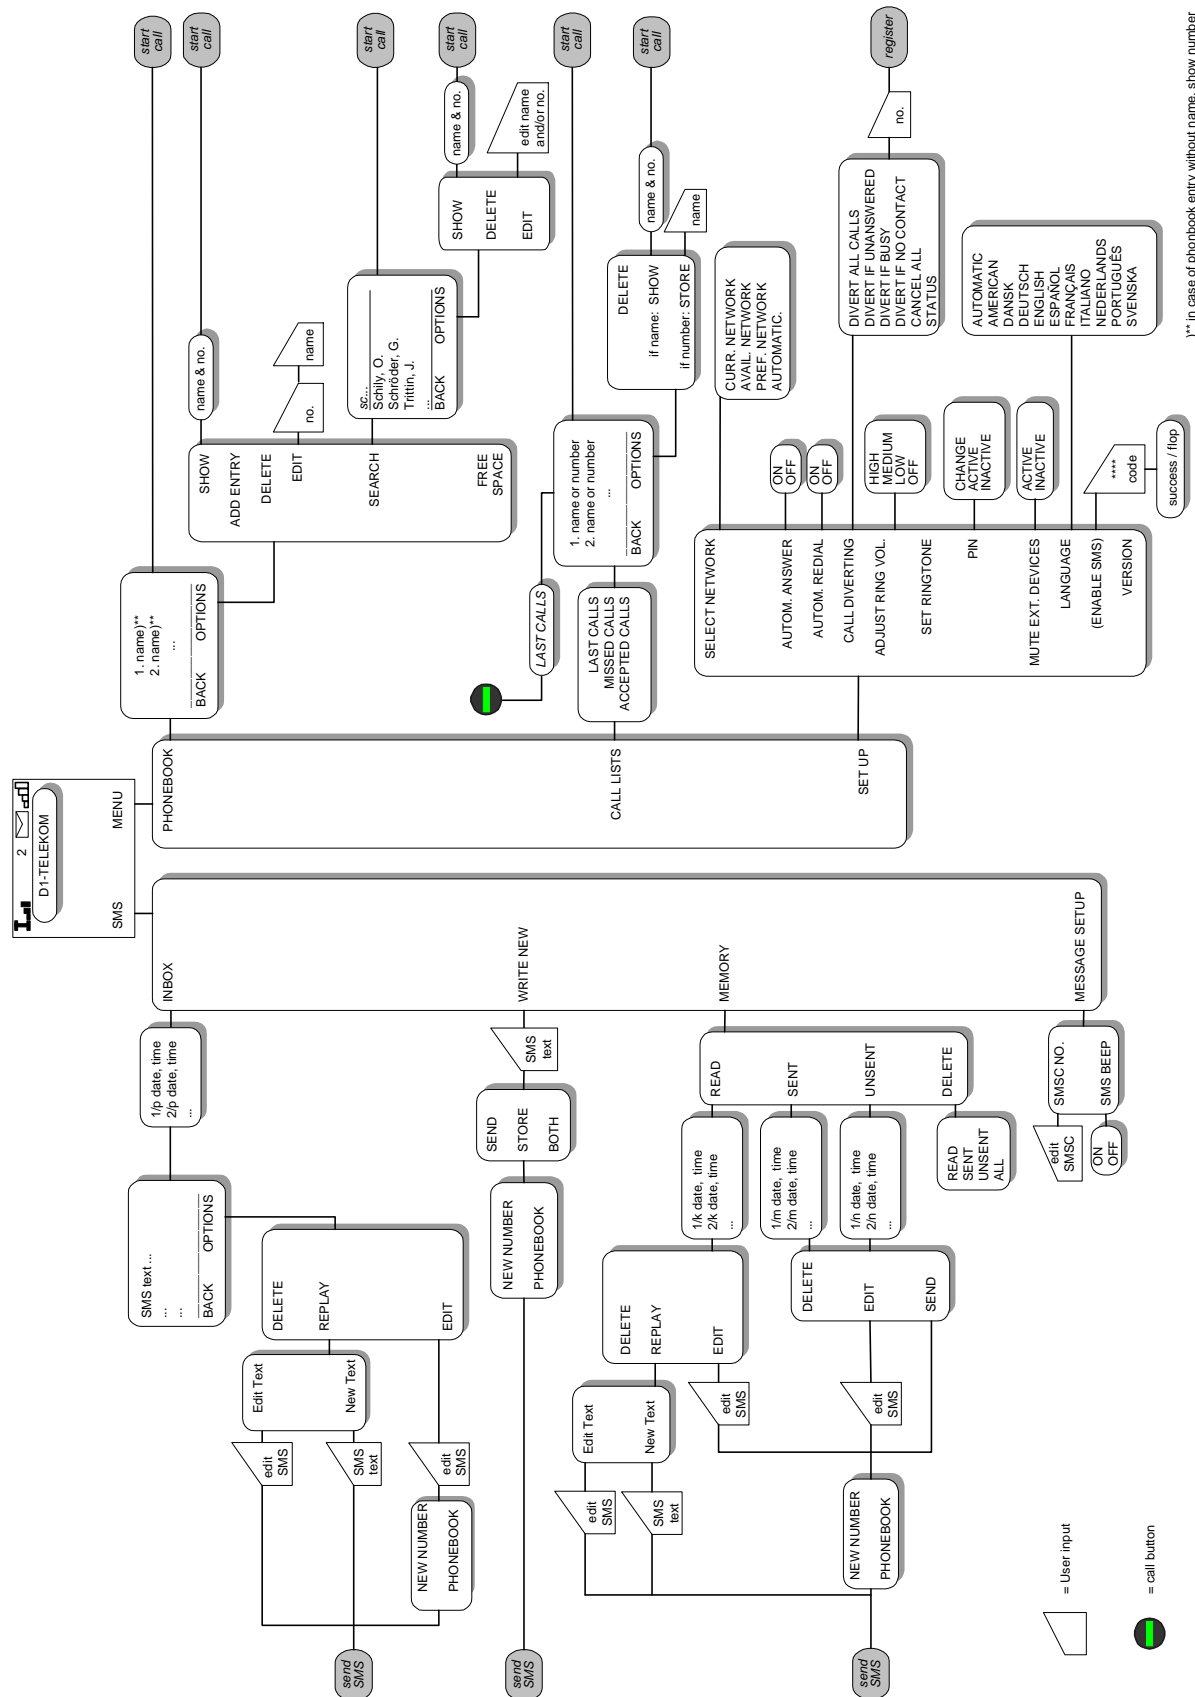 2
D1-TELEKOM
SMS
MENU
INBOX
WRITE NEW
MEMORY
MESSAGE SETUP
1/p date, time
2/p date, time
...
SMS text ...
...
...
BACK
OPTIONS
DELETE
REPLAY
EDIT
Edit Text
New Text
edit
SMS
SMS
text
edit
SMS
NEW NUMBER
PHONEBOOK
send
SMS
SMS
text
SEND
STORE
BOTH
NEW NUMBER
PHONEBOOK
send
SMS
READ
SENT
UNSENT
DELETE
1/k date, time
2/k date, time
...
1/m date, time
2/m date, time
...
1/n date, time
2/n date, time
...
READ
SENT
UNSENT
ALL
DELETE
REPLAY
EDIT
Edit Text
New Text
edit
SMS
SMS
text
edit
SMS
DELETE
EDIT
SEND
edit
SMS
NEW NUMBER
PHONEBOOK
send
SMS
SMSC NO.
SMS BEEP
edit
SMSC
ON
OFF
PHONEBOOK
CALL LISTS
SET UP
1. name)**
2. name)**
...
BACK
OPTIONS
start
call
SHOW
ADD ENTRY
DELETE
EDIT
SEARCH
FREE
SPACE
name & no.
start
call
no.
name
sc...
Schily, O.
Schröder, G.
Trittin, J.
...
BACK
OPTIONS
start
call
SHOW
DELETE
EDIT
name & no.
start
call
edit name
and/or no.
LAST CALLS
LAST CALLS
MISSED CALLS
ACCEPTED CALLS
1. name or number
2. name or number
...
BACK
OPTIONS
start
call
DELETE
if name: SHOW
if number: STORE
name & no.
start
call
name
SELECT NETWORK
AUTOM. ANSWER
AUTOM. REDIAL
CALL DIVERTING
ADJUST RING VOL.
SET RINGTONE
PIN
MUTE EXT. DEVICES
LANGUAGE
(ENABLE SMS)
VERSION
CURR. NETWORK
AVAIL. NETWORK
PREF. NETWORK
AUTOMATIC.
ON
OFF
ON
OFF
DIVERT ALL CALLS
DIVERT IF UNANSWERED
DIVERT IF BUSY
DIVERT IF NO CONTACT
CANCEL ALL
STATUS
no.
register
HIGH
MEDIUM
LOW
OFF
CHANGE
ACTIVE
INACTIVE
ACTIVE
INACTIVE
AUTOMATIC
AMERICAN
DANSK
DEUTSCH
ENGLISH
ESPAÑOL
FRANÇAIS
ITALIANO
NEDERLANDS
PORTUGUÊS
SVENSKA
****
code
success / flop
= User input
= call button
)** in case of phonbook entry without name, show number